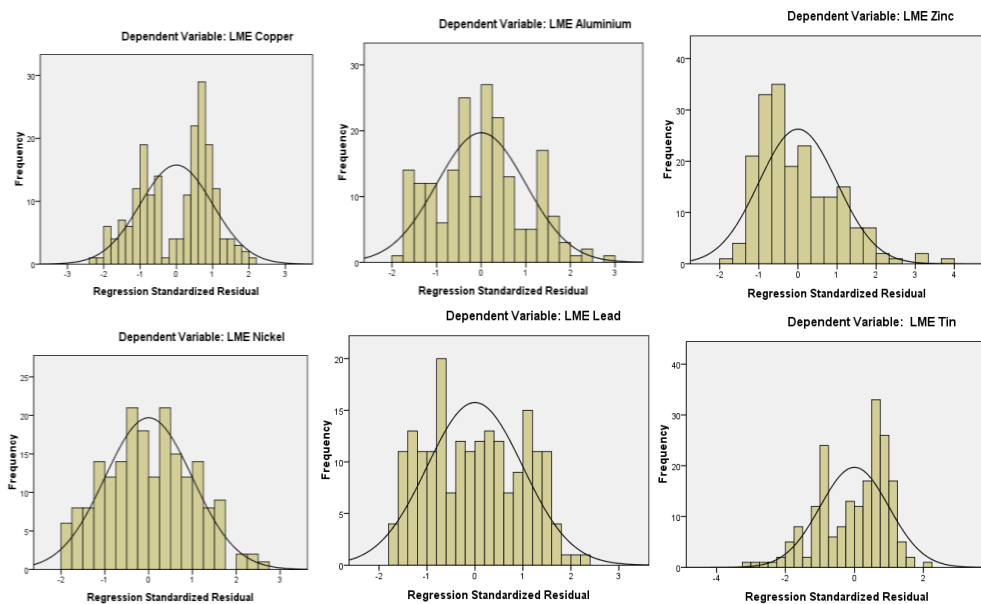 Dependent Variable: LME Copper
Frequency
30
20
10
0
-3 -2 -1 0 1 2 3
Regression Standardized Residual
Dependent Variable: LME Aluminium
Frequency
30
20
10
0
-2 -1 0 1 2 3
Regression Standardized Residual
Dependent Variable: LME Zinc
Frequency
40
30
20
10
0
-2 -1 0 1 2 3 4
Regression Standardized Residual
Dependent Variable: LME Nickel
Frequency
25
20
15
10
5
0
-2 -1 0 1 2 3
Regression Standardized Residual
Dependent Variable: LME Lead
Frequency
20
15
10
5
0
-2 -1 0 1 2 3
Regression Standardized Residual
Dependent Variable: LME Tin
Frequency
40
30
20
10
0
-4 -2 0 2 4
Regression Standardized Residual